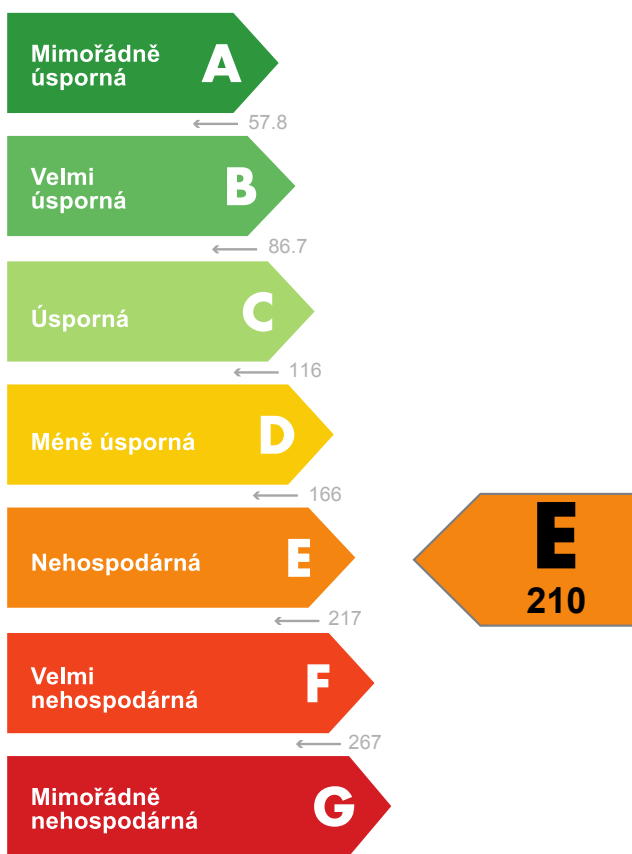 Mimořádně
úsporná
A
57.8
Velmi
úsporná
B
86.7
Úsporná
C
116
Méně úsporná
D
166
Nehospodárná
E
E
210
217
Velmi
nehospodárná
F
267
Mimořádně
nehospodárná
G